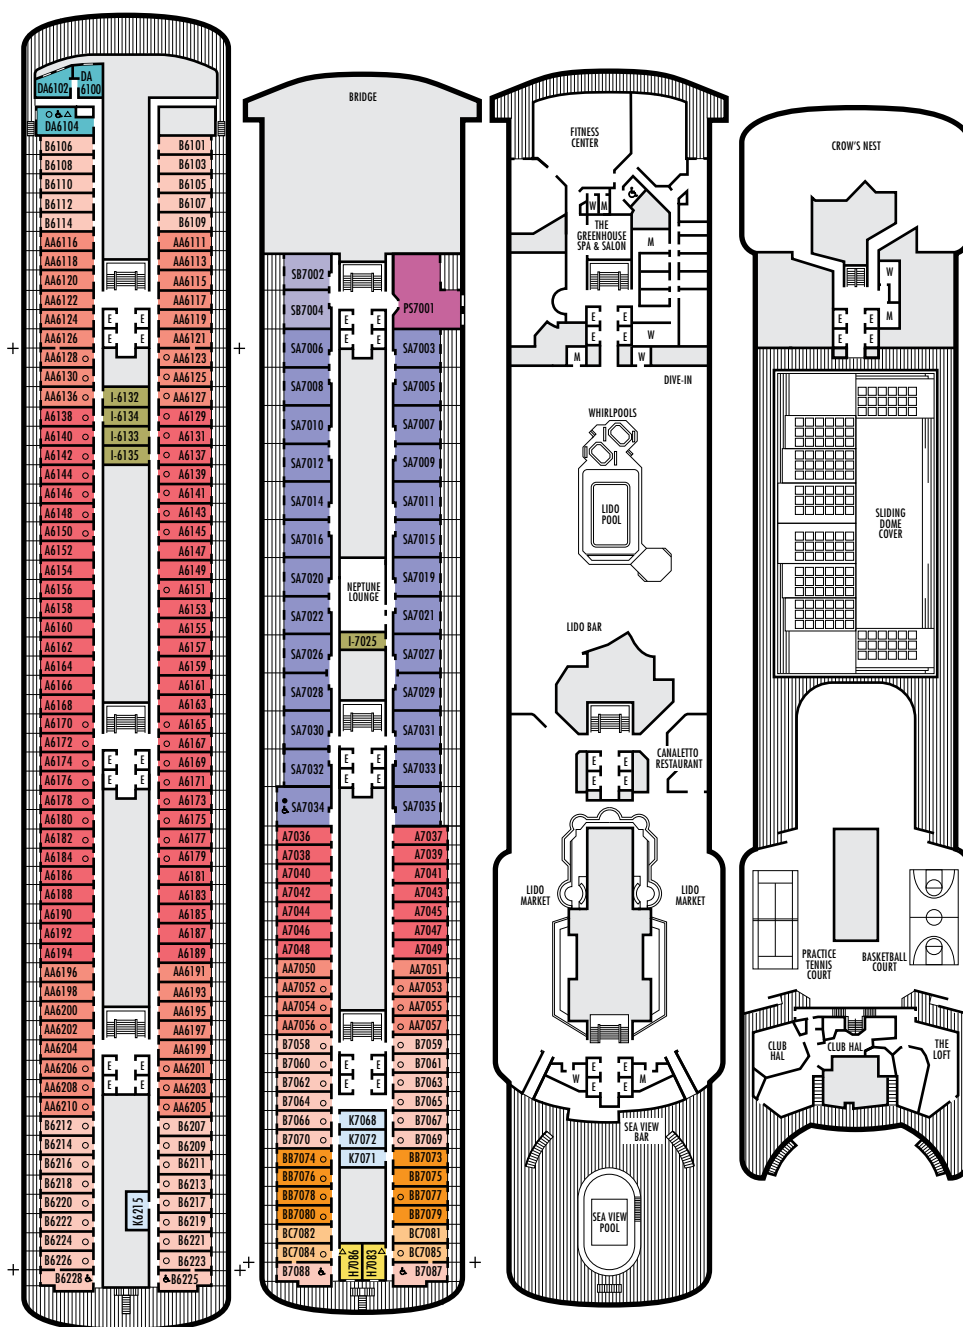 DA6102
DA
6100
DA6104
B6106
B6108
B6110
B6112
B6114
AA6116
AA6118
AA6120
AA6122
AA6124
AA6126
AA6128
AA6130
AA6136
A6138
A6140
A6142
A6144
A6146
A6148
A6150
A6152
A6154
A6156
A6158
A6160
A6162
A6164
A6166
A6168
A6170
A6172
A6174
A6176
A6178
A6180
A6182
A6184
A6186
A6188
A6190
A6192
A6194
AA6196
AA6198
AA6200
AA6202
AA6204
AA6206
AA6208
AA6210
B6212
B6214
B6216
B6218
B6220
B6222
B6224
B6226
B6228
E E
E E
I-6132
I-6134
I-6133
I-6135
E E
E E
E E
E E
K6215
B6101
B6103
B6105
B6107
B6109
AA6111
AA6113
AA6115
AA6117
AA6119
AA6121
AA6123
AA6125
AA6127
A6129
A6131
A6137
A6139
A6141
A6143
A6145
A6147
A6149
A6151
A6153
A6155
A6157
A6159
A6161
A6163
A6165
A6167
A6169
A6171
A6173
A6175
A6177
A6179
A6181
A6183
A6185
A6187
A6189
AA6191
AA6193
AA6195
AA6197
AA6199
AA6201
AA6203
AA6205
B6207
B6209
B6211
B6213
B6217
B6219
B6221
B6223
B6225
BRIDGE
SB7002
SB7004
SA7006
SA7008
SA7010
SA7012
SA7014
SA7016
SA7020
SA7022
SA7026
SA7028
SA7030
SA7032
SA7034
A7036
A7038
A7040
A7042
A7044
A7046
A7048
AA7050
AA7052
AA7054
AA7056
B7058
B7060
B7062
B7064
B7066
B7070
BB7074
BB7076
BB7078
BB7080
BC7082
BC7084
B7088
E E
E E
NEPTUNE
LOUNGE
I-7025
E E
E E
E E
E E
K7068
K7072
K7071
H7086
H7083
PS7001
SA7003
SA7005
SA7007
SA7009
SA7011
SA7015
SA7019
SA7021
SA7027
SA7029
SA7031
SA7033
SA7035
A7037
A7039
A7041
A7043
A7045
A7047
A7049
AA7051
AA7053
AA7055
AA7057
B7059
B7061
B7063
B7065
B7067
B7069
BB7073
BB7075
BB7077
BB7079
BC7081
BC7085
B7087
FITNESS
CENTER
W M
THE
GREENHOUSE
SPA & SALON
M
E E
E E
W
M
W
DIVE-IN
WHIRLPOOLS
LIDO
POOL
LIDO BAR
CANALETTO
RESTAURANT
E E
E E
LIDO
MARKET
LIDO
MARKET
E E
W
M
E E
SEA VIEW
BAR
SEA VIEW
POOL
CROW'S NEST
W
M
E E
E E
SLIDING
DOME
COVER
PRACTICE
TENNIS
COURT
BASKETBALL
COURT
CLUB
HAL
CLUB HAL
THE
LOFT